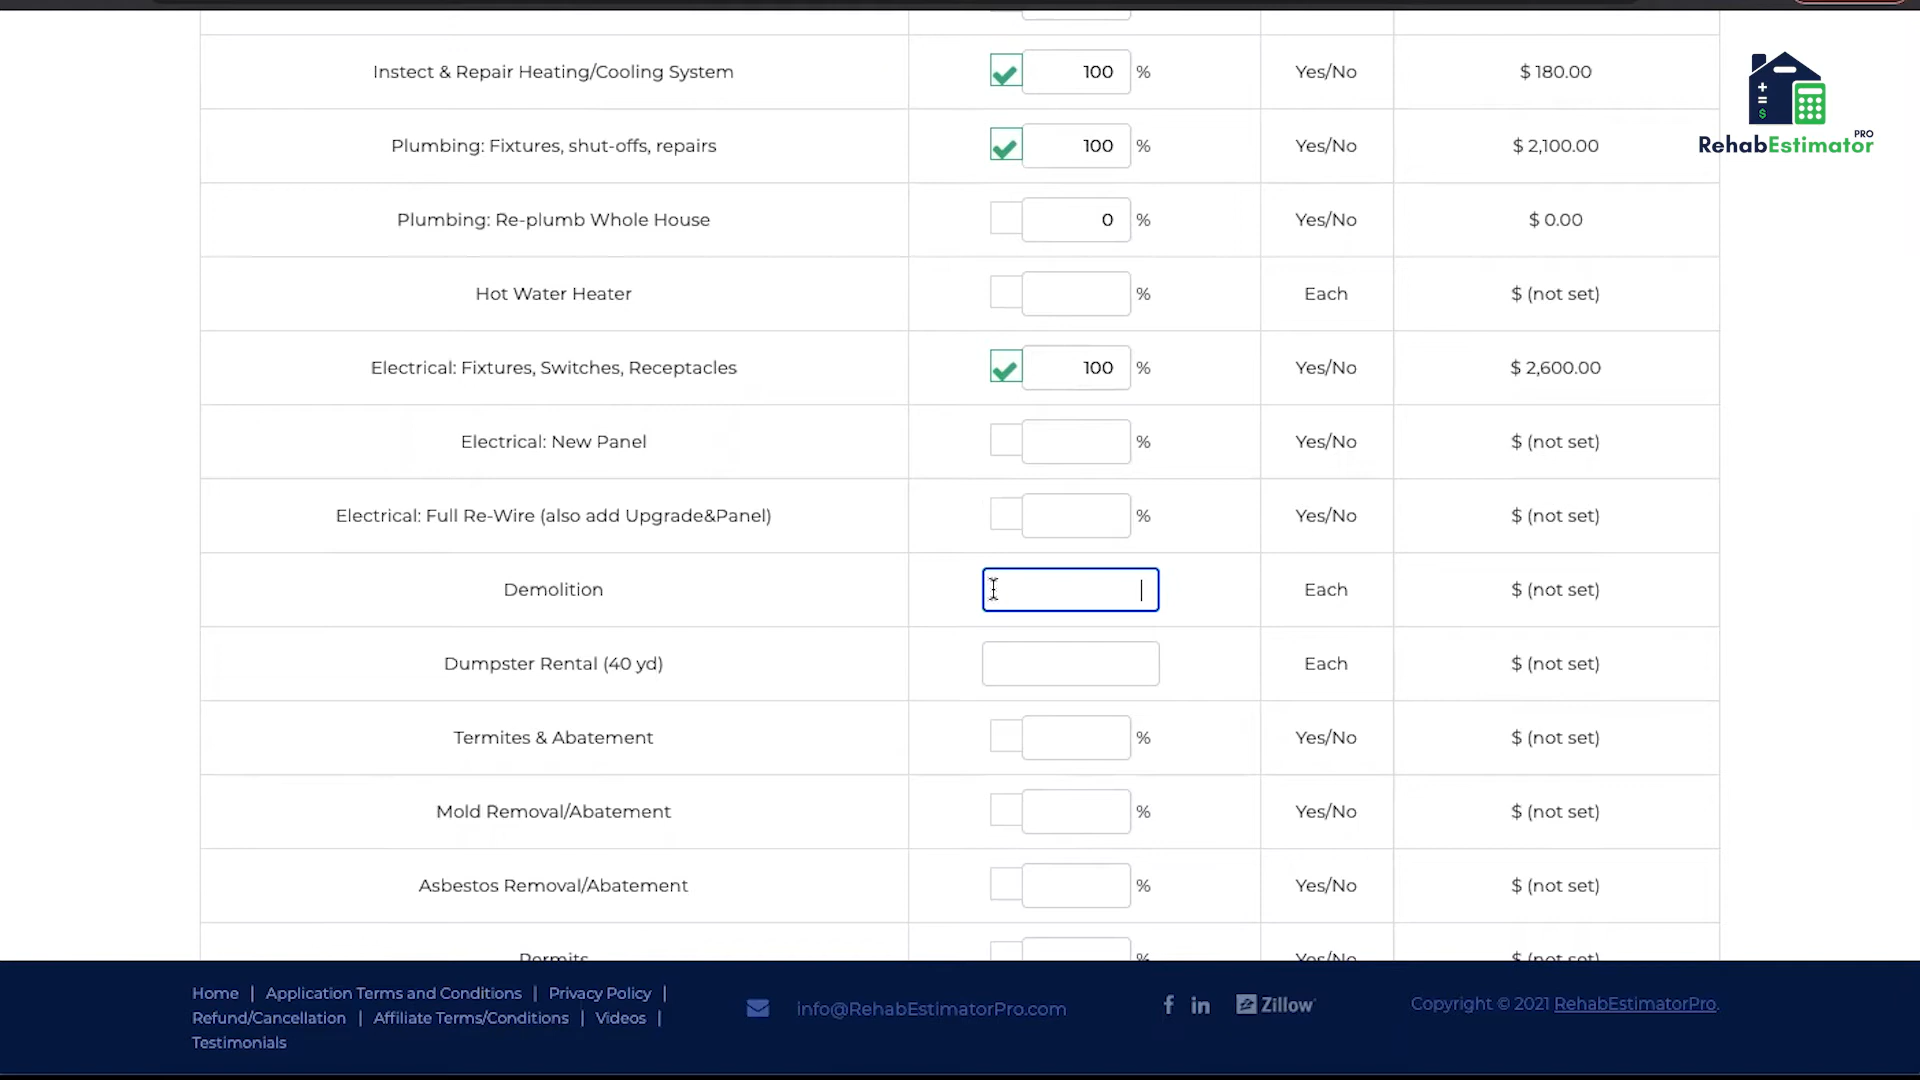 Instect & Repair Heating/Cooling System 100 % Yes/No $ 180.00
Plumbing: Fixtures, shut-offs, repairs 100 % Yes/No $ 2,100.00
Plumbing: Re-plumb Whole House 0 % Yes/No $ 0.00
Hot Water Heater % Each $ (not set)
Electrical: Fixtures, Switches, Receptacles 100 % Yes/No $ 2,600.00
Electrical: New Panel % Yes/No $ (not set)
Electrical: Full Re-Wire (also add Upgrade&Panel) % Yes/No $ (not set)
Demolition Each $ (not set)
Dumpster Rental (40 yd) Each $ (not set)
Termites & Abatement % Yes/No $ (not set)
Mold Removal/Abatement % Yes/No $ (not set)
Asbestos Removal/Abatement % Yes/No $ (not set)
Permits % Yes/No $ (not set)
RehabEstimator PRO
Home | Application Terms and Conditions | Privacy Policy |
Refund/Cancellation | Affiliate Terms/Conditions | Videos |
Testimonials
info@RehabEstimatorPro.com
Zillow
Copyright © 2021 RehabEstimatorPro.